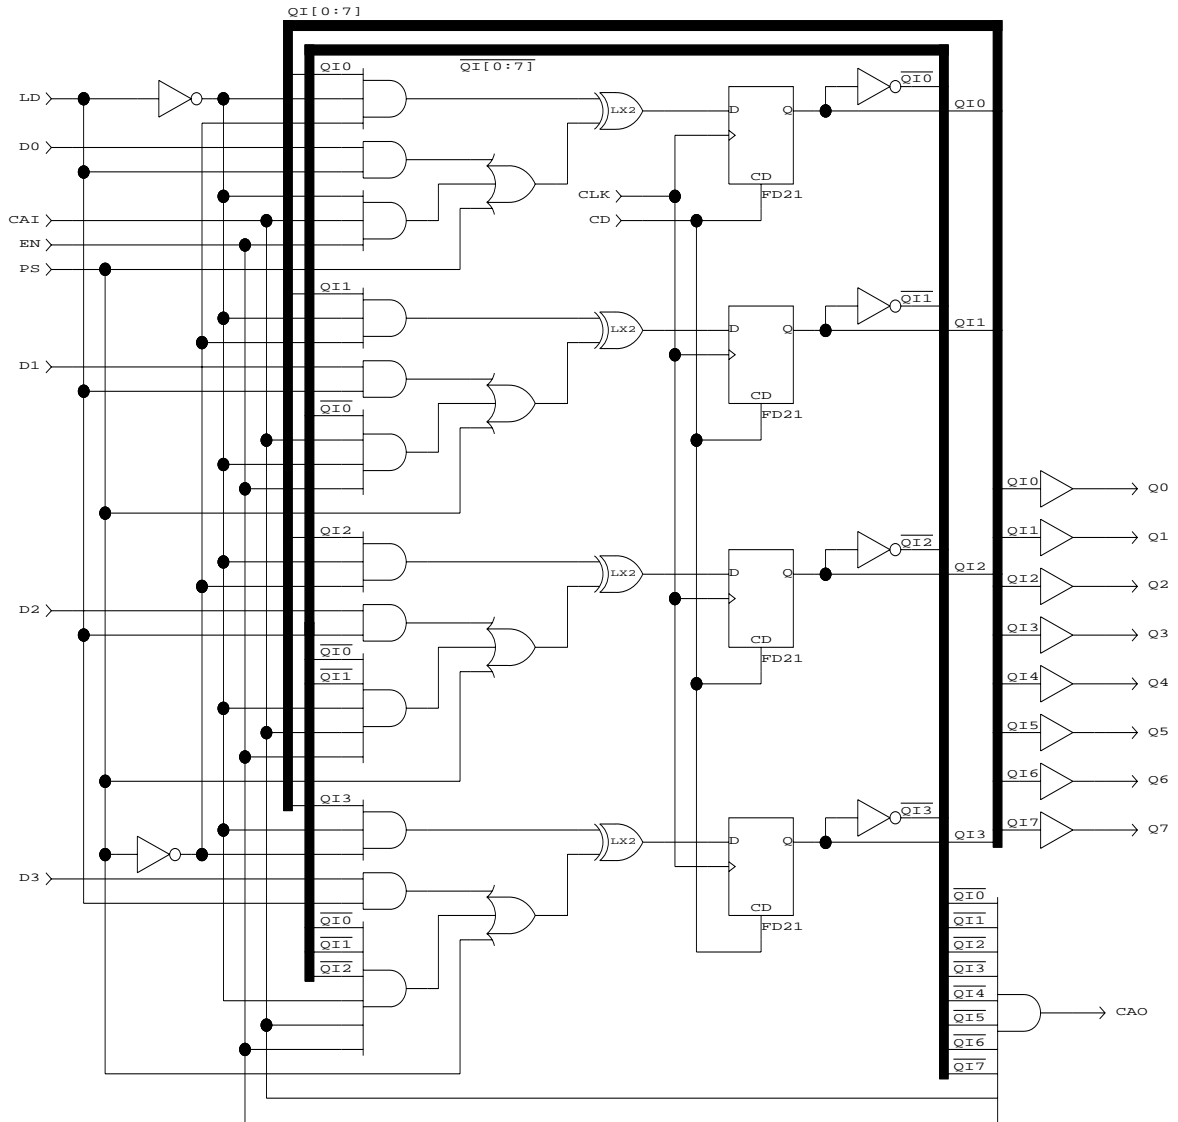 QI[0:7]
QI0
QI[0:7]
QI0
LD
LX2
D
Q
QI0
D0
CD
FD21
CLK
CAI
CD
EN
PS
QI1
QI1
LX2
D
Q
QI1
D1
CD
QI0
FD21
QI0
Q0
QI2
QI1
Q1
QI2
LX2
D
Q
QI2
QI2
Q2
D2
QI3
Q3
CD
QI0
FD21
QI1
QI4
Q4
QI5
Q5
QI6
Q6
QI3
QI3
QI7
Q7
LX2
D
Q
QI3
D3
QI0
CD
QI0
FD21
QI1
QI1
QI2
QI2
QI3
QI4
QI5
CAO
QI6
QI7